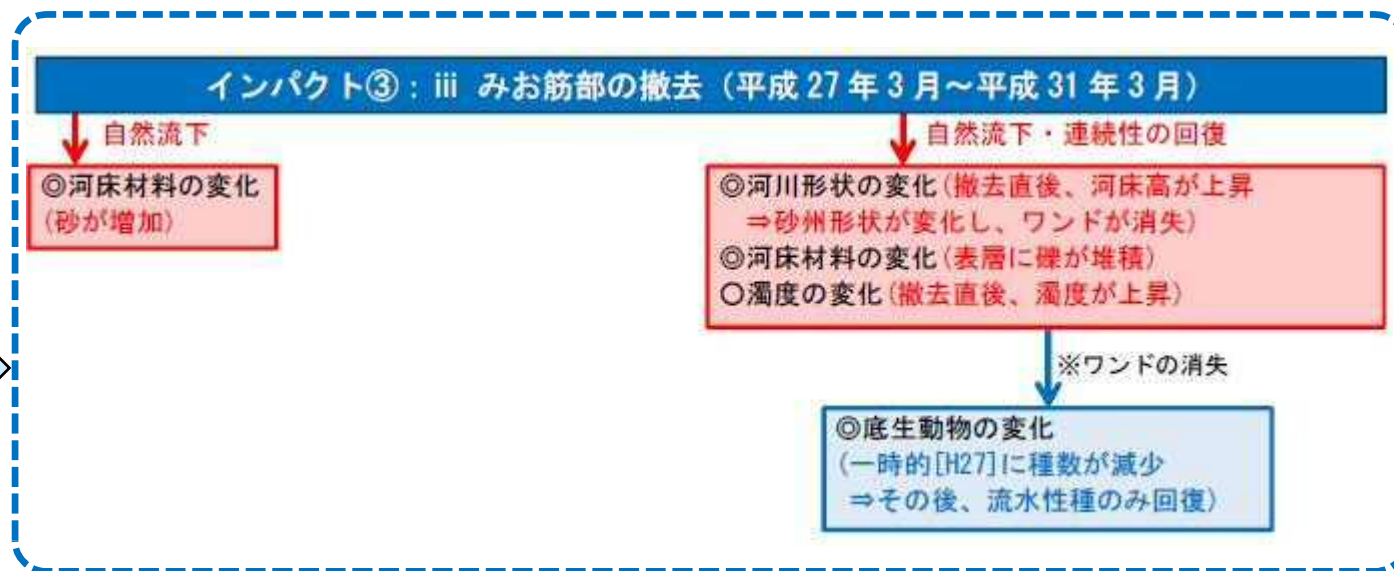 インパクト③：ⅲ みお筋部の撤去（平成27年3月～平成31年3月）
自然流下
◎河床材料の変化
(砂が増加)
自然流下・連続性の回復
◎河川形状の変化(撤去直後、河床高が上昇
⇒砂州形状が変化し、ワンドが消失)
◎河床材料の変化(表層に礫が堆積)
○濁度の変化(撤去直後、濁度が上昇)
※ワンドの消失
◎底生動物の変化
(一時的[H27]に種数が減少
⇒その後、流水性種のみ回復)